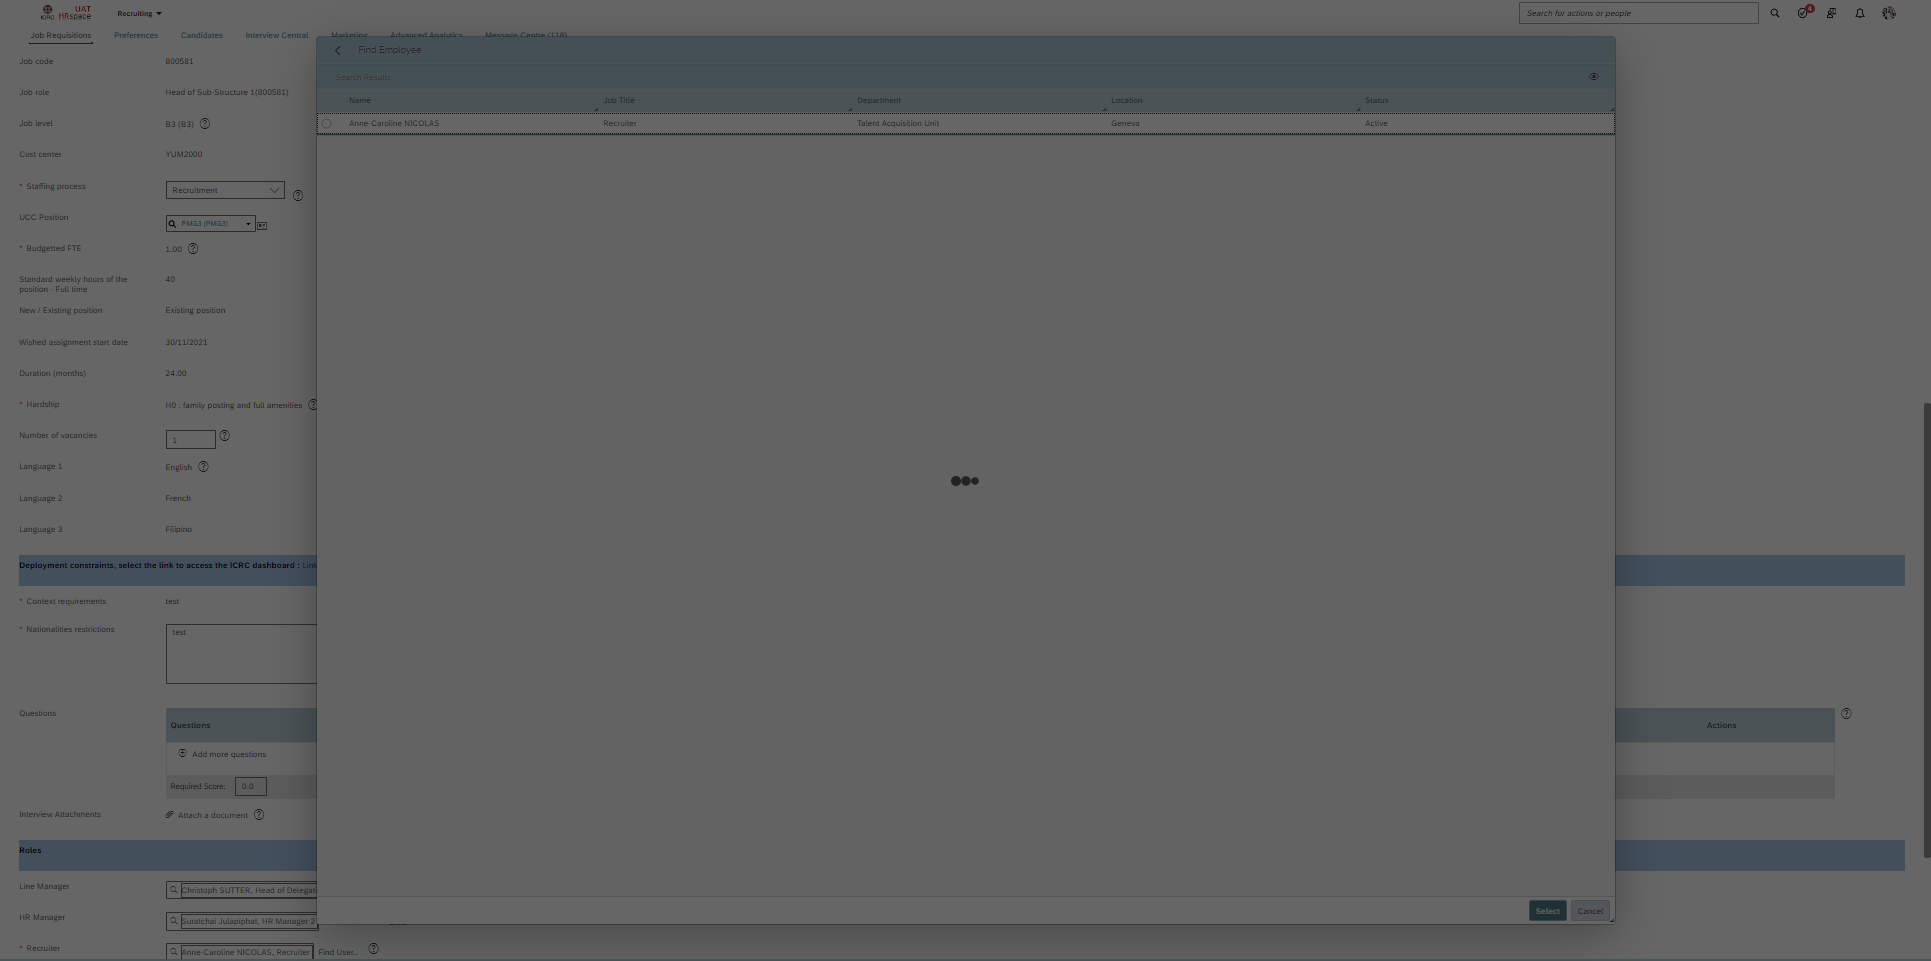 UAT
ICRC HRspace
Recruiting
Search for actions or people
4
Job Requisitions
Preferences
Candidates
Interview Central
Marketing
Advanced Analytics
Message Centre (118)
Find Employee
Search Results
Name
Job Title
Department
Location
Status
Anne-Caroline NICOLAS
Recruiter
Talent Acquisition Unit
Geneva
Active
Job code
800581
Job role
Head of Sub-Structure 1(800581)
Job level
B3 (B3)
Cost center
YUM2000
* Staffing process
Recruitment
UCC Position
PMG3 (PMG3)
* Budgetted FTE
1.00
Standard weekly hours of the
position - Full time
40
New / Existing position
Existing position
Wished assignment start date
30/11/2021
Duration (months)
24.00
* Hardship
H0 : family posting and full amenities
Number of vacancies
1
Language 1
English
Language 2
French
Language 3
Filipino
Deployment constraints, select the link to access the ICRC dashboard : Link
* Context requirements
test
* Nationalities restrictions
test
Questions
Questions
Actions
Add more questions
Required Score:
0.0
Interview Attachments
Attach a document
Roles
Line Manager
Christoph SUTTER, Head of Delegat
HR Manager
Suratchai Julapiphat, HR Manager 2
* Recruiter
Anne-Caroline NICOLAS, Recruiter
Find User..
Select
Cancel